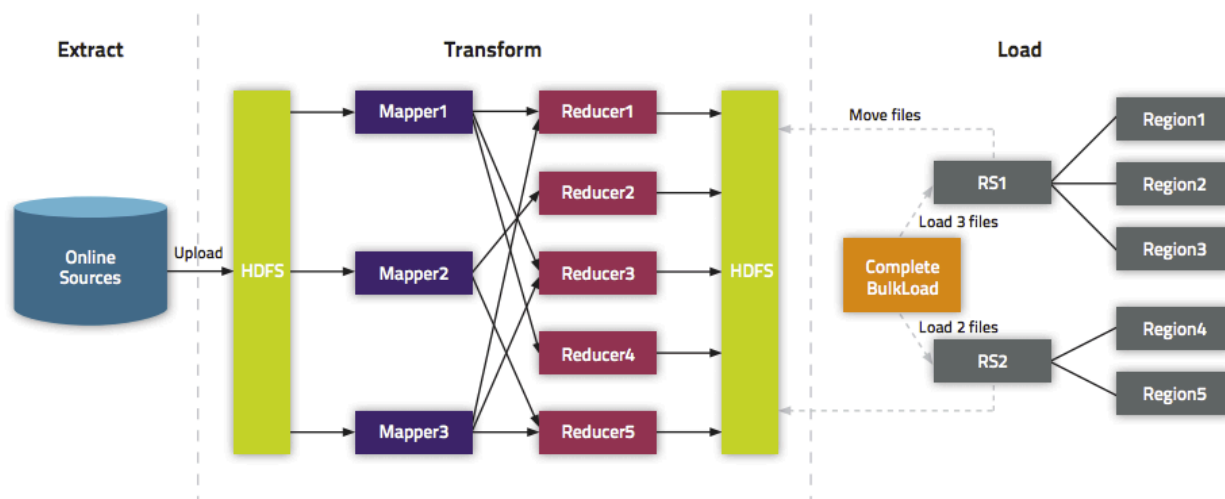 Extract
Transform
Load
Online
Sources
Upload
HDFS
Mapper1
Mapper2
Mapper3
Reducer1
Reducer2
Reducer3
Reducer4
Reducer5
HDFS
Move files
RS1
Load 3 files
Complete
BulkLoad
Load 2 files
RS2
Region1
Region2
Region3
Region4
Region5